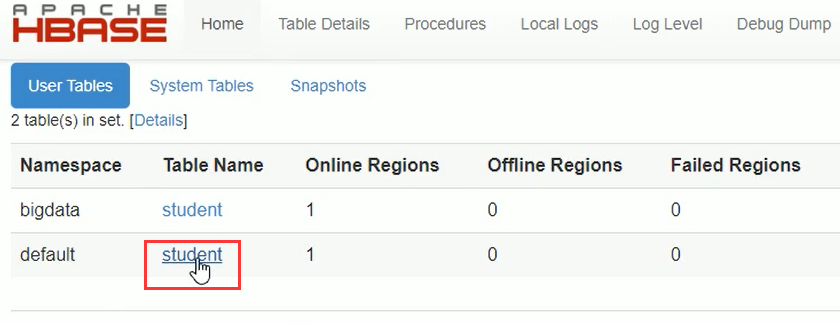 APACHE
HBASE
Home Table Details Procedures Local Logs Log Level Debug Dump
User Tables System Tables Snapshots
2 table(s) in set. [Details]
Namespace Table Name Online Regions Offline Regions Failed Regions
bigdata student 1 0 0
default student 1 0 0